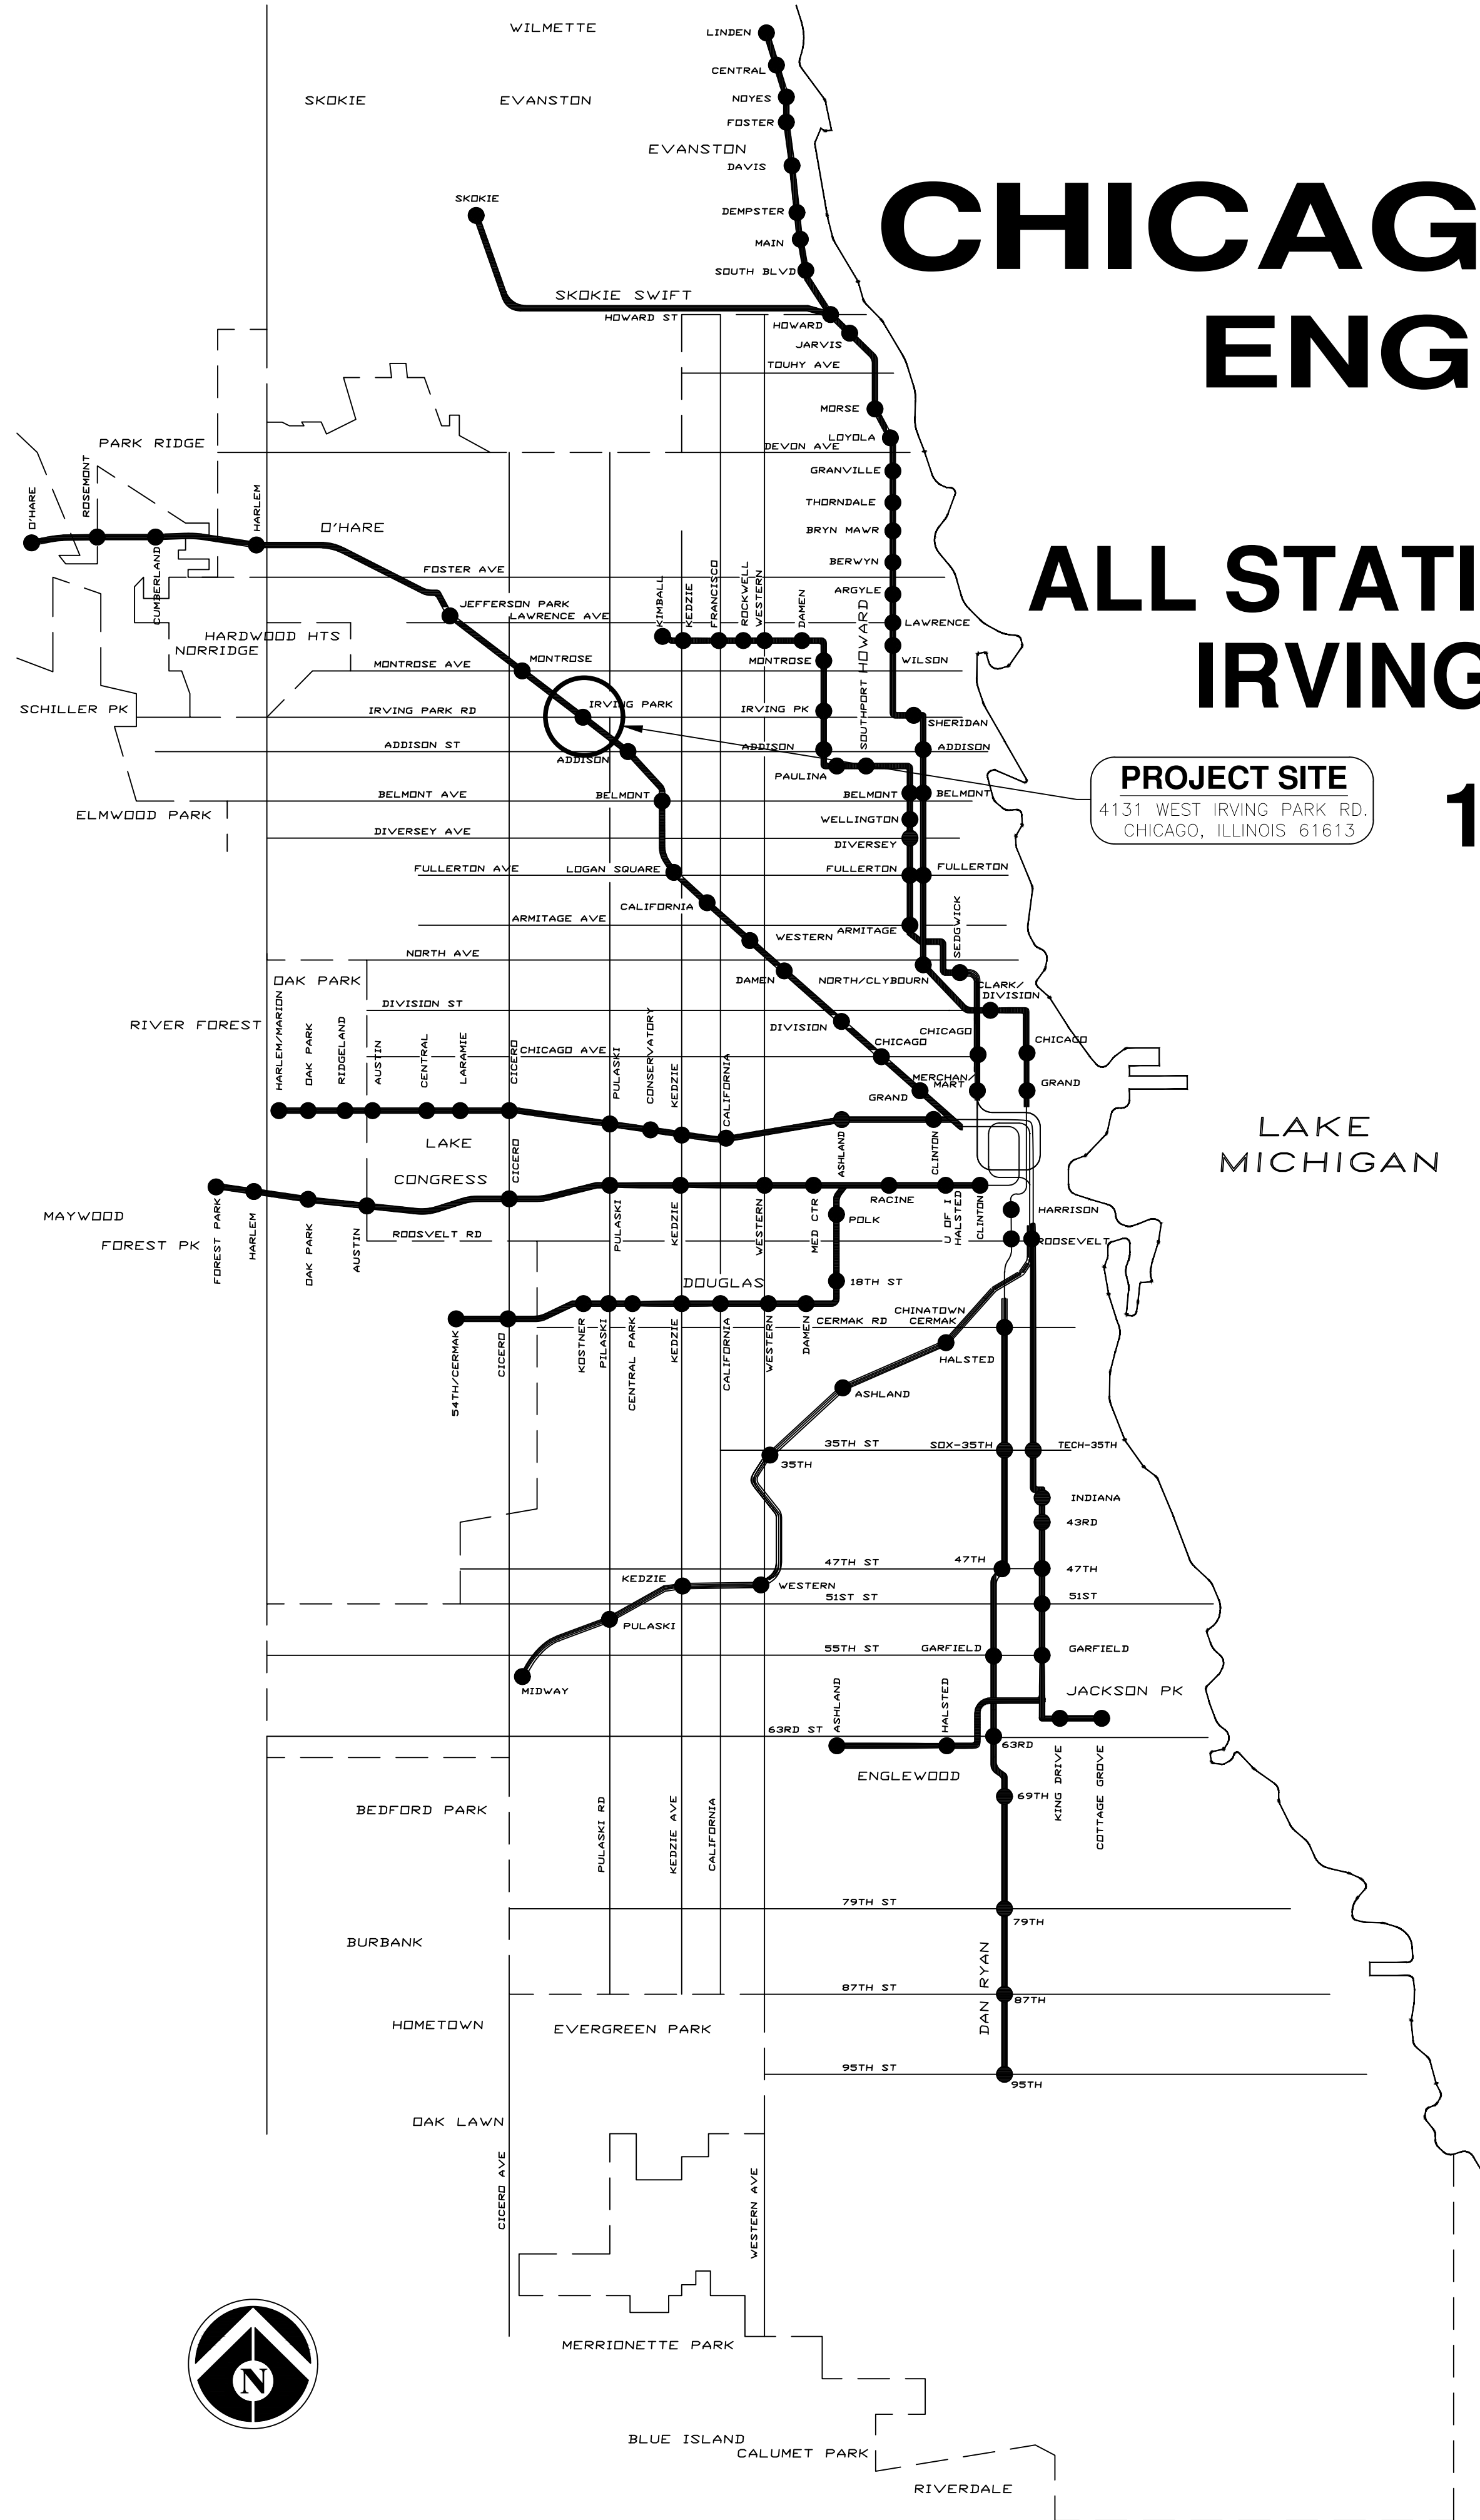 WILMETTE
LINDEN
CENTRAL
SKOKIE
EVANSTON
NOYES
FOSTER
EVANSTON
DAVIS
SKOKIE
DEMPSTER
MAIN
SOUTH BLVD
CHICAG
SKOKIE SWIFT
HOWARD ST
HOWARD
JARVIS
ENG
TOUHY AVE
MORSE
LOYOLA
PARK RIDGE
DEVON AVE
GRANVILLE
O'HARE
ROSEMONT
HARLEM
THORNDALE
O'HARE
BRYN MAWR
CUMBERLAND
BERWYN
FOSTER AVE
ARGYLE
ALL STATI
JEFFERSON PARK
LAWRENCE AVE
KIMBALL
KEDZIE
FRANCISCO
ROCKWELL
WESTERN
DAMEN
HOWARD
LAWRENCE
HARDWOOD HTS
NORRIDGE
MONTROSE
MONTROSE AVE
MONTROSE
WILSON
IRVING
SCHILLER PK
IRVING PARK RD
IRVING PARK
IRVING PK
SOUTHPORT
SHERIDAN
ADDISON ST
ADDISON
ADDISON
ADDISON
PAULINA
PROJECT SITE
4131 WEST IRVING PARK RD.
CHICAGO, ILLINOIS 61613
1
BELMONT AVE
BELMONT
BELMONT
BELMONT
ELMWOOD PARK
WELLINGTON
DIVERSEY AVE
DIVERSEY
FULLERTON AVE
LOGAN SQUARE
FULLERTON
FULLERTON
CALIFORNIA
ARMITAGE AVE
ARMITAGE
SEDGWICK
WESTERN
NORTH AVE
OAK PARK
DAMEN
NORTH/CLYBOURN
CLARK/
DIVISION
DIVISION ST
RIVER FOREST
DIVISION
CHICAGO
CHICAGO
CHICAGO
HARLEM/MARION
OAK PARK
RIDGELAND
AUSTIN
CENTRAL
LARAMIE
CICERO
CHICAGO AVE
PULASKI
CONSERVATORY
KEDZIE
CALIFORNIA
MERCHAN/
MART
GRAND
GRAND
LAKE
MICHIGAN
LAKE
CICERO
ASHLAND
CLINTON
CONGRESS
RACINE
MAYWOOD
FOREST PK
FOREST PARK
HARLEM
OAK PARK
AUSTIN
ROOSVELT RD
PULASKI
KEDZIE
WESTERN
MED CTR
POLK
U OF I
HALSTED
CLINTON
HARRISON
ROOSEVELT
DOUGLAS
18TH ST
CHINATOWN
CERMAK RD
CERMAK
54TH/CERMAK
CICERO
KOSTNER
PILASKI
CENTRAL PARK
KEDZIE
CALIFORNIA
WESTERN
DAMEN
HALSTED
ASHLAND
35TH ST
SOX-35TH
TECH-35TH
35TH
INDIANA
43RD
47TH ST
47TH
47TH
KEDZIE
WESTERN
51ST ST
51ST
PULASKI
55TH ST
GARFIELD
GARFIELD
MIDWAY
ASHLAND
HALSTED
JACKSON PK
63RD ST
63RD
ENGLEWOOD
69TH
KING DRIVE
COTTAGE GROVE
BEDFORD PARK
PULASKI RD
KEDZIE AVE
CALIFORNIA
79TH ST
79TH
BURBANK
DAN RYAN
87TH ST
87TH
HOMETOWN
EVERGREEN PARK
95TH ST
95TH
OAK LAWN
CICERO AVE
WESTERN AVE
MERRIONETTE PARK
N
BLUE ISLAND
CALUMET PARK
RIVERDALE